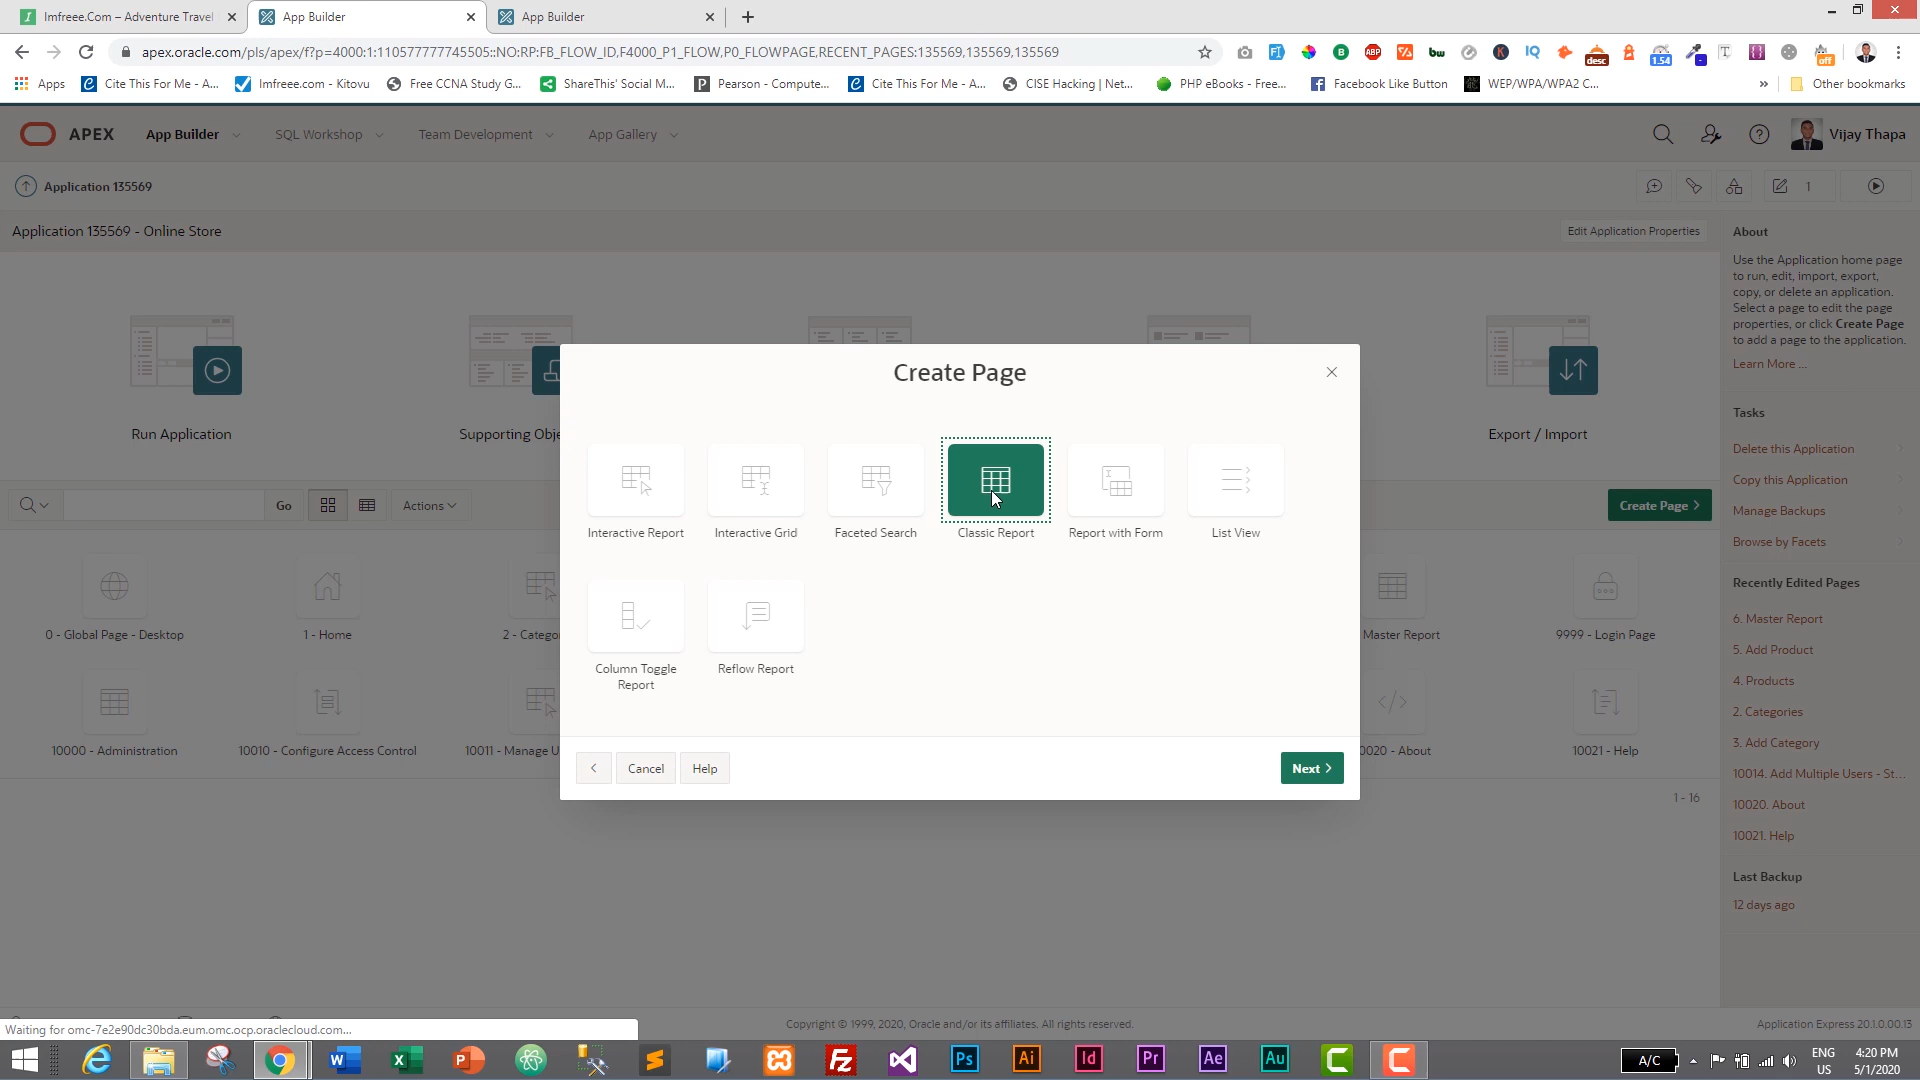 Imfreee.Com – Adventure Travel
App Builder
App Builder
apex.oracle.com/pls/apex/f?p=4000:1:110577777745505::NO:RP:FB_FLOW_ID,F4000_P1_FLOW,P0_FLOWPAGE,RECENT_PAGES:135569,135569,135569
Apps
Cite This For Me - A...
Imfreee.com - Kitovu
Free CCNA Study G...
ShareThis' Social M...
Pearson - Compute...
Cite This For Me - A...
CISE Hacking | Net...
PHP eBooks - Free...
Facebook Like Button
WEP/WPA/WPA2 C...
Other bookmarks
APEX
App Builder
SQL Workshop
Team Development
App Gallery
Vijay Thapa
Application 135569
1
Application 135569 - Online Store
Edit Application Properties
About
Use the Application home page
to run, edit, import, export,
copy, or delete an application.
Select a page to edit the page
properties, or click Create Page
to add a page to the application.
Learn More ...
Run Application
Supporting Obje
Export / Import
Create Page
Interactive Report
Interactive Grid
Faceted Search
Classic Report
Report with Form
List View
Column Toggle
Report
Reflow Report
Cancel
Help
Next
Go
Actions
Create Page
0 - Global Page - Desktop
1 - Home
2 - Catego
Master Report
9999 - Login Page
10000 - Administration
10010 - Configure Access Control
10011 - Manage U
0020 - About
10021 - Help
1 - 16
Tasks
Delete this Application
Copy this Application
Manage Backups
Browse by Facets
Recently Edited Pages
6. Master Report
5. Add Product
4. Products
2. Categories
3. Add Category
10014. Add Multiple Users - St...
10020. About
10021. Help
Last Backup
12 days ago
Copyright © 1999, 2020, Oracle and/or its affiliates. All rights reserved.
Application Express 20.1.0.00.13
Waiting for omc-7e2e90dc30bda.eum.omc.ocp.oraclecloud.com...
A/C
ENG
US
4:20 PM
5/1/2020